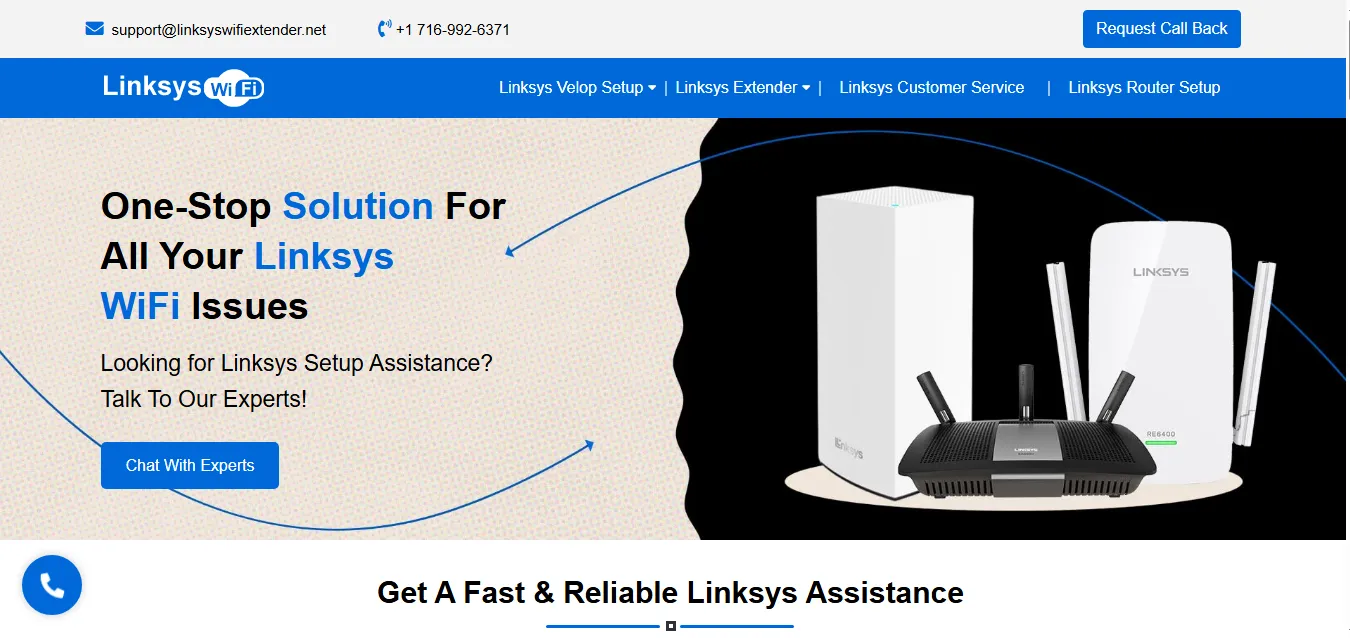 support@linksyswifiextender.net +1 716-992-6371 Request Call Back
Linksys WiFi Linksys Velop Setup | Linksys Extender | Linksys Customer Service | Linksys Router Setup
One-Stop Solution For
All Your Linksys
WiFi Issues
Looking for Linksys Setup Assistance?
Talk To Our Experts!
Chat With Experts
LINKSYS
RE6400
Linksys
LINKSYS
Get A Fast & Reliable Linksys Assistance